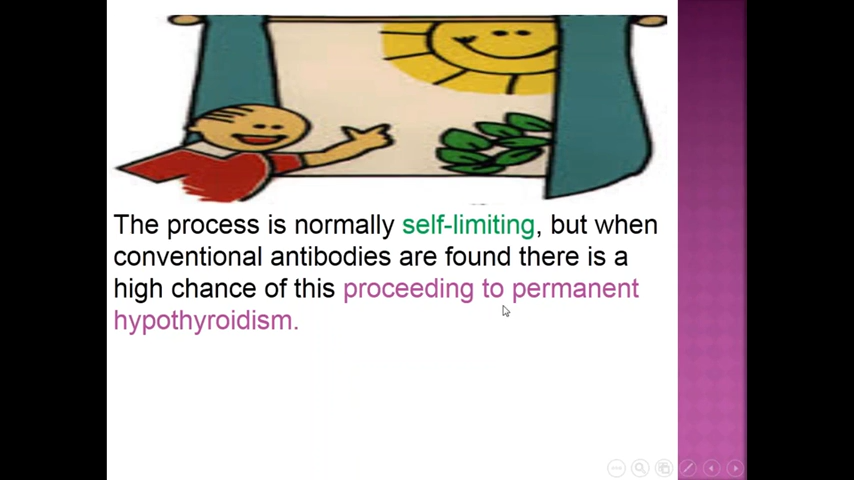 The process is normally self-limiting, but when
conventional antibodies are found there is a
high chance of this proceeding to permanent
hypothyroidism.